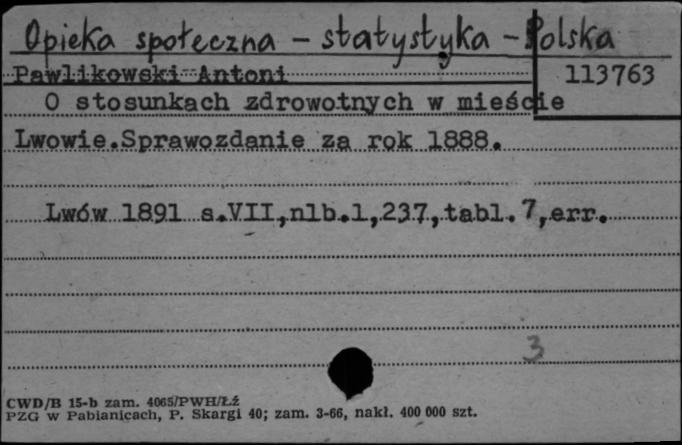 Opieka społeczna – statystyka – Polska
Pawlikowski Antoni 113763
O stosunkach zdrowotnych w mieście
Lwowie.Sprawozdanie za rok 1888.
Lwów 1891 s.VII,nlb.1,237,tabl.7,err.
3
CWD/B 15-b zam. 4065/PWH/Łź
PZG w Pabianicach, P. Skargi 40; zam. 3-66, nakł. 400 000 szt.